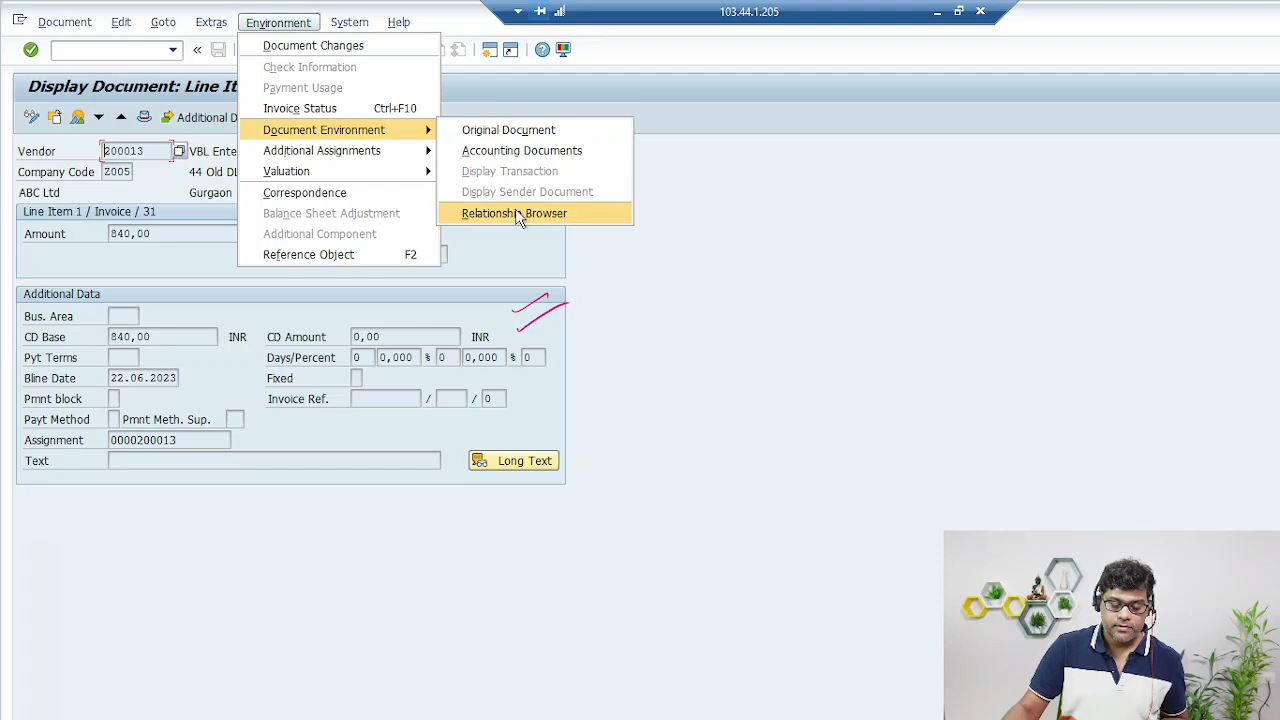 Document Edit Goto Extras Environment System Help
103.44.1.205
Document Changes
Check Information
Payment Usage
Invoice Status Ctrl+F10
Document Environment
Additional Assignments
Valuation
Correspondence
Balance Sheet Adjustment
Additional Component
Reference Object F2
Original Document
Accounting Documents
Display Transaction
Display Sender Document
Relationship Browser
Display Document: Line It
Additional D
Vendor 200013 VBL Ente
Company Code Z005 44 Old DL
ABC Ltd Gurgaon
Line Item 1 / Invoice / 31
Amount 840,00
Additional Data
Bus. Area
CD Base 840,00 INR CD Amount 0,00 INR
Pyt Terms Days/Percent 0 0,000 % 0 0,000 % 0
Bline Date 22.06.2023 Fixed
Pmnt block Invoice Ref. / / 0
Payt Method Pmnt Meth. Sup.
Assignment 0000200013
Text Long Text